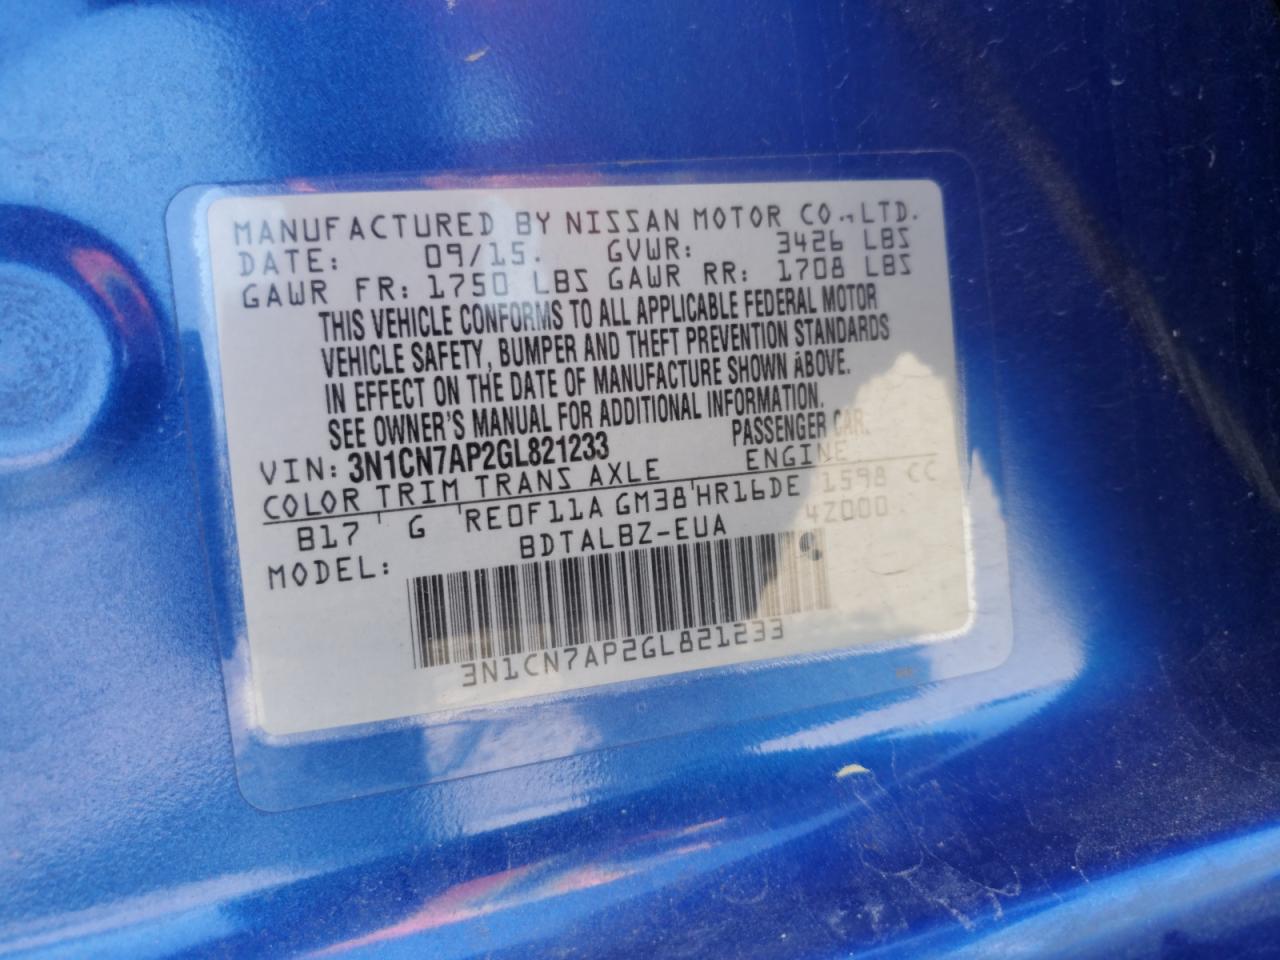 MANUFACTURED BY NISSAN MOTOR CO., LTD.
DATE: 09/15. GVWR: 3426 LBS
GAWR FR: 1750 LBS GAWR RR: 1708 LBS
THIS VEHICLE CONFORMS TO ALL APPLICABLE FEDERAL MOTOR
VEHICLE SAFETY, BUMPER AND THEFT PREVENTION STANDARDS
IN EFFECT ON THE DATE OF MANUFACTURE SHOWN ABOVE.
SEE OWNER'S MANUAL FOR ADDITIONAL INFORMATION.
VIN: 3N1CN7AP2GL821233 PASSENGER CAR.
COLOR TRIM TRANS AXLE ENGINE
B17 G RE0F11A GM38 HR16DE 1598 CC
MODEL: BDTALBZ-EUA 4Z000
3N1CN7AP2GL821233